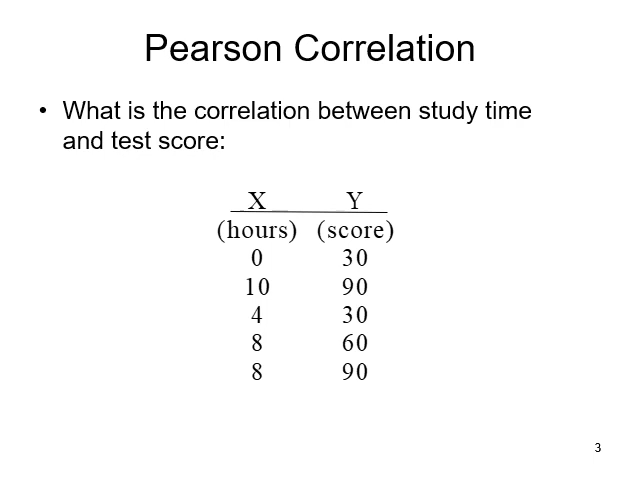 Pearson Correlation
• What is the correlation between study time
and test score:
X Y
(hours) (score)
0 30
10 90
4 30
8 60
8 90
3